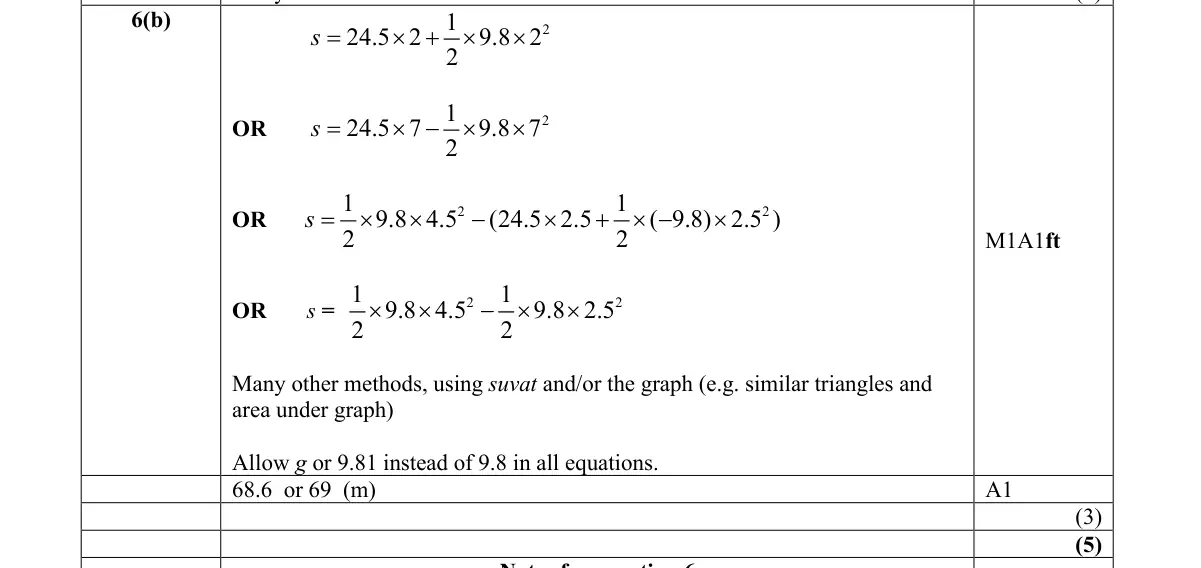 6(b)
s = 24.5 × 2 + 1/2 × 9.8 × 2²
OR s = 24.5 × 7 − 1/2 × 9.8 × 7²
OR s = 1/2 × 9.8 × 4.5² − (24.5 × 2.5 + 1/2 × (−9.8) × 2.5²)
M1A1ft
OR s = 1/2 × 9.8 × 4.5² − 1/2 × 9.8 × 2.5²
Many other methods, using suvat and/or the graph (e.g. similar triangles and
area under graph)
Allow g or 9.81 instead of 9.8 in all equations.
68.6 or 69 (m) A1
(3)
(5)